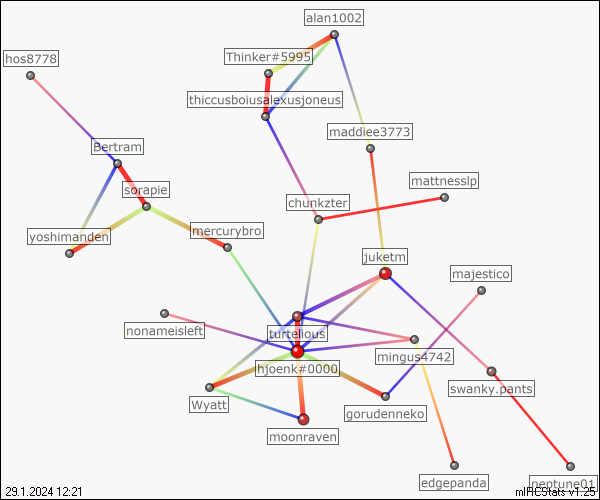 alan1002
hos8778
Thinker#5995
thiccusboiusalexusjoneus
maddiee3773
Bertram
mattnesslp
sorapie
chunkzter
mercurybro
yoshimanden
juketm
majestico
nonameisleft
turtelious
mingus4742
hjoenk#0000
swanky.pants
Wyatt
gorudenneko
moonraven
edgepanda
neptune01
29.1.2024 12:21
mIRCStats v1.25